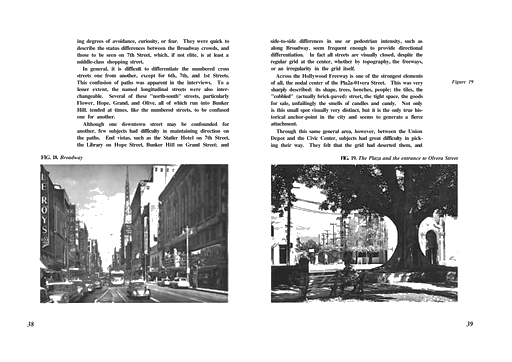 ing degrees of avoidance, curiosity, or fear. They were quick to
describe the status differences between the Broadway crowds, and
those to be seen on 7th Street, which, if not elite, is at least a
middle-class shopping street.
In general, it is difficult to differentiate the numbered cross
streets one from another, except for 6th, 7th, and 1st Streets.
This confusion of paths was apparent in the interviews. To a
lesser extent, the named longitudinal streets were also inter-
changeable. Several of these "north-south" streets, particularly
Flower, Hope, Grand, and Olive, all of which run into Bunker
Hill, tended at times, like the numbered streets, to be confused
one for another.
Although one downtown street may be confounded for
another, few subjects had difficulty in maintaining direction on
the paths. End vistas, such as the Statler Hotel on 7th Street,
the Library on Hope Street, Bunker Hill on Grand Street; and
FIG. 18. Broadway
LEROYS
38
side-to-side differences in use or pedestrian intensity, such as
along Broadway, seem frequent enough to provide directional
differentiation. In fact all streets are visually closed, despite the
regular grid at the center, whether by topography, the freeways,
or an irregularity in the grid itself.
Across the Hollywood Freeway is one of the strongest elements
of all, the nodal center of the Pla2a-01vera Street. This was very
sharply described: its shape, trees, benches, people; the tiles, the
"cobbled" (actually brick-paved) street, the tight space, the goods
for sale, unfailingly the smells of candles and candy. Not only
is this small spot visually very distinct, but it is the only true his-
torical anchor-point in the city and seems to generate a fierce
attachment.
Through this same general area, however, between the Union
Depot and the Civic Center, subjects had great difficulty in pick-
ing their way. They felt that the grid had deserted them, and
Figure 19
FIG. 19. The Plaza and the entrance to Olvera Street
39